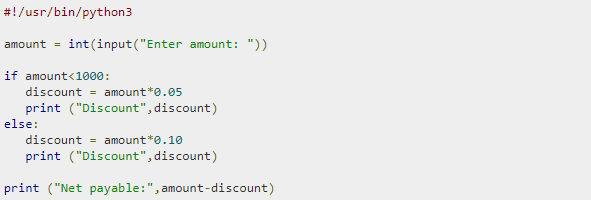 #!/usr/bin/python3
amount = int(input("Enter amount: "))
if amount<1000:
discount = amount*0.05
print ("Discount",discount)
else:
discount = amount*0.10
print ("Discount",discount)
print ("Net payable:",amount-discount)